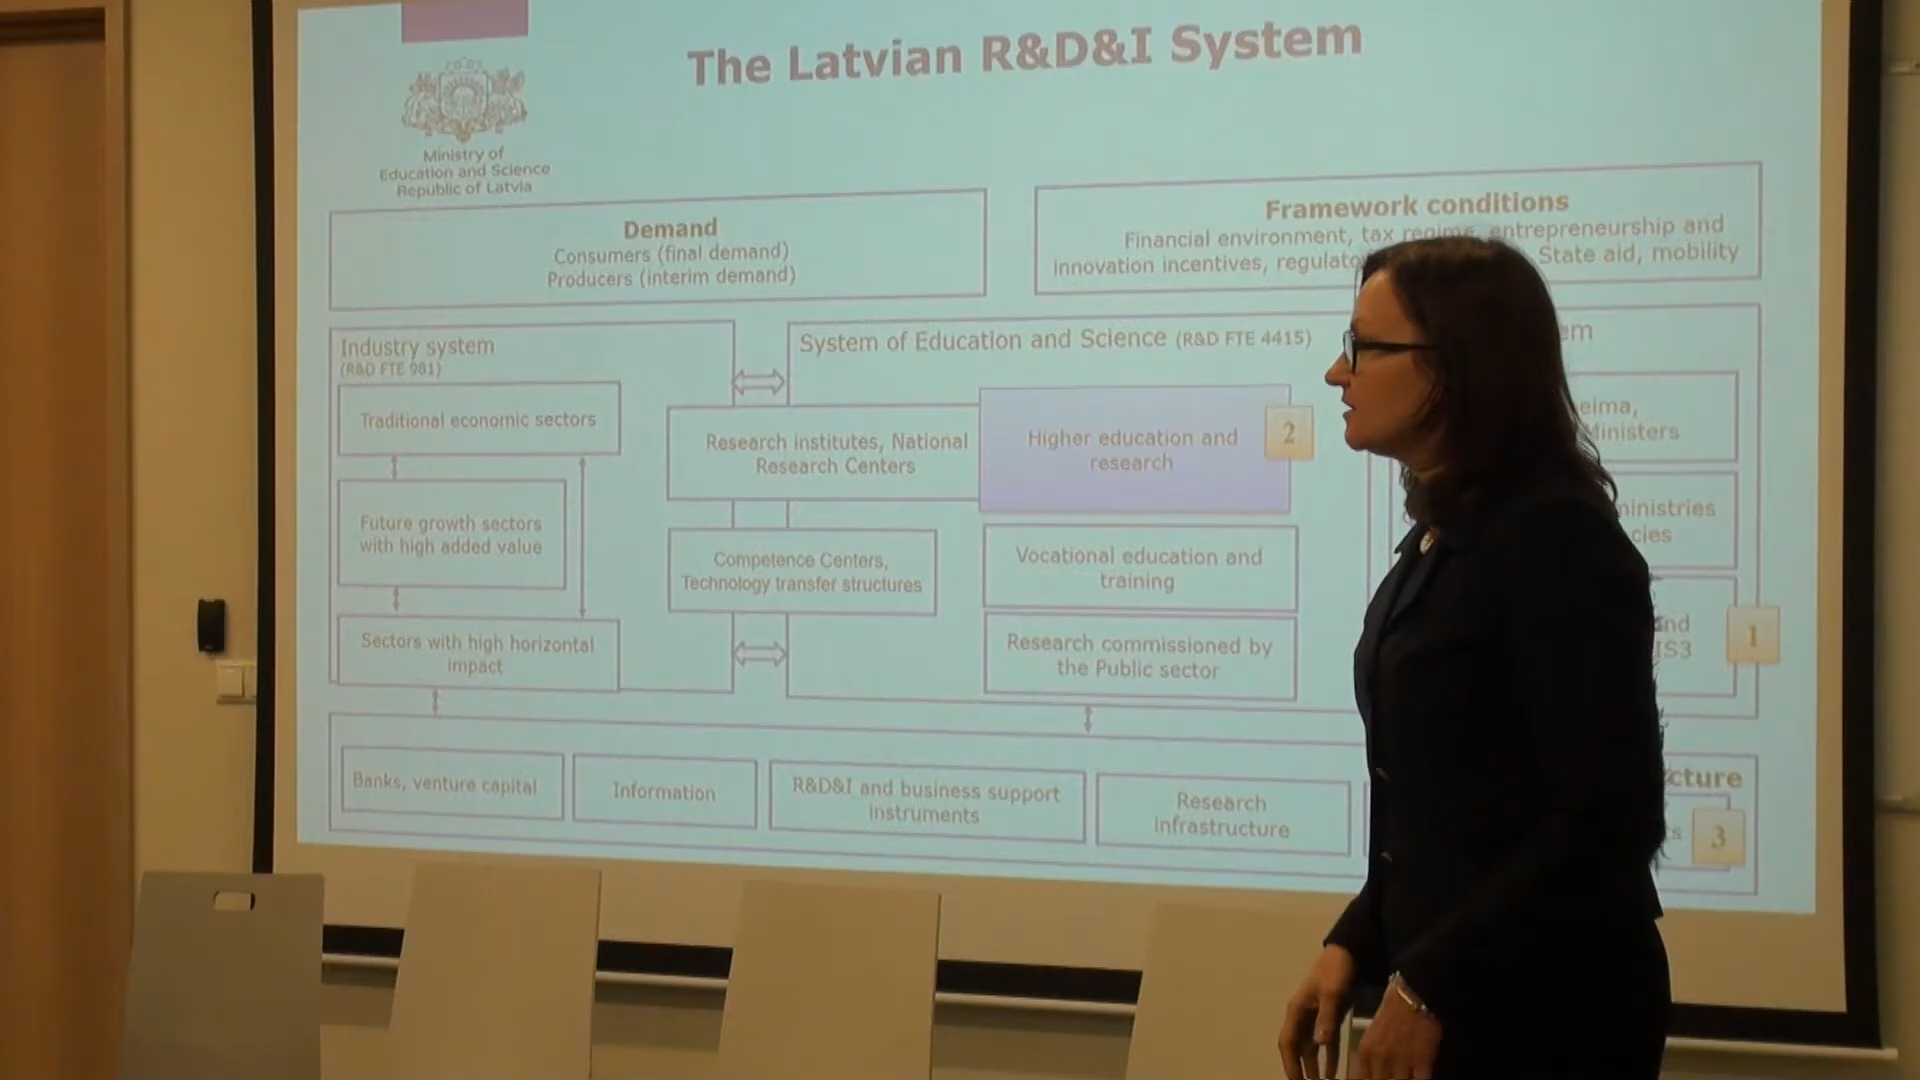 The Latvian R&D&I System
Ministry of
Education and Science
Republic of Latvia
Demand
Consumers (final demand)
Producers (interim demand)
Framework conditions
Financial environment, tax regime, entrepreneurship and
innovation incentives, State aid, mobility
Industry system
(R&D FTE 981)
Traditional economic sectors
Future growth sectors
with high added value
Sectors with high horizontal
impact
System of Education and Science (R&D FTE 4415)
Research institutes, National
Research Centers
Higher education and
research
2
Competence Centers,
Technology transfer structures
Vocational education and
training
Research commissioned by
the Public sector
Ministers
ministries
1
Banks, venture capital
Information
R&D&I and business support
instruments
Research
infrastructure
3